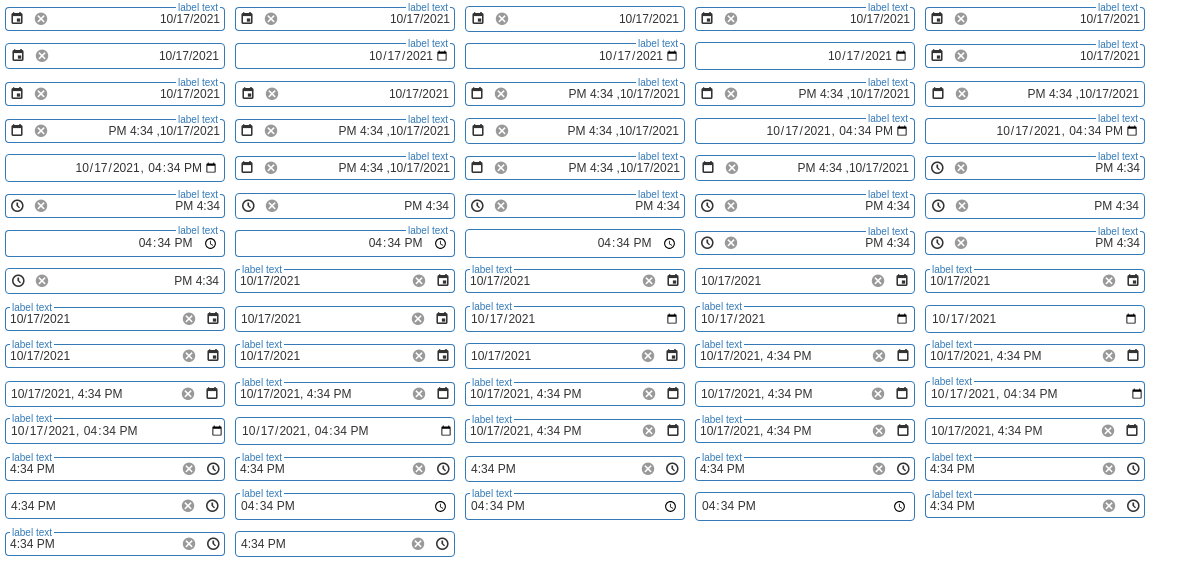 label text
10/17/2021
label text
10/17/2021
10/17/2021
label text
10/17/2021
label text
10/17/2021
10/17/2021
label text
10/17/2021
label text
10/17/2021
10/17/2021
label text
10/17/2021
label text
10/17/2021
10/17/2021
label text
PM 4:34 ,10/17/2021
label text
PM 4:34 ,10/17/2021
PM 4:34 ,10/17/2021
label text
PM 4:34 ,10/17/2021
label text
PM 4:34 ,10/17/2021
PM 4:34 ,10/17/2021
label text
10/17/2021, 04:34 PM
label text
10/17/2021, 04:34 PM
10/17/2021, 04:34 PM
label text
PM 4:34 ,10/17/2021
label text
PM 4:34 ,10/17/2021
PM 4:34 ,10/17/2021
label text
PM 4:34
label text
PM 4:34
PM 4:34
label text
PM 4:34
label text
PM 4:34
PM 4:34
04:34 PM
04:34 PM
04:34 PM
label text
PM 4:34
label text
PM 4:34
PM 4:34
label text
10/17/2021
label text
10/17/2021
10/17/2021
label text
10/17/2021
label text
10/17/2021
10/17/2021
label text
10/17/2021
label text
10/17/2021
10/17/2021
label text
10/17/2021
label text
10/17/2021
10/17/2021
label text
10/17/2021, 4:34 PM
label text
10/17/2021, 4:34 PM
10/17/2021, 4:34 PM
label text
10/17/2021, 4:34 PM
label text
10/17/2021, 4:34 PM
10/17/2021, 4:34 PM
label text
10/17/2021, 04:34 PM
label text
10/17/2021, 04:34 PM
10/17/2021, 04:34 PM
label text
10/17/2021, 4:34 PM
label text
10/17/2021, 4:34 PM
10/17/2021, 4:34 PM
label text
4:34 PM
label text
4:34 PM
4:34 PM
label text
4:34 PM
label text
4:34 PM
4:34 PM
label text
04:34 PM
label text
04:34 PM
04:34 PM
label text
4:34 PM
label text
4:34 PM
4:34 PM